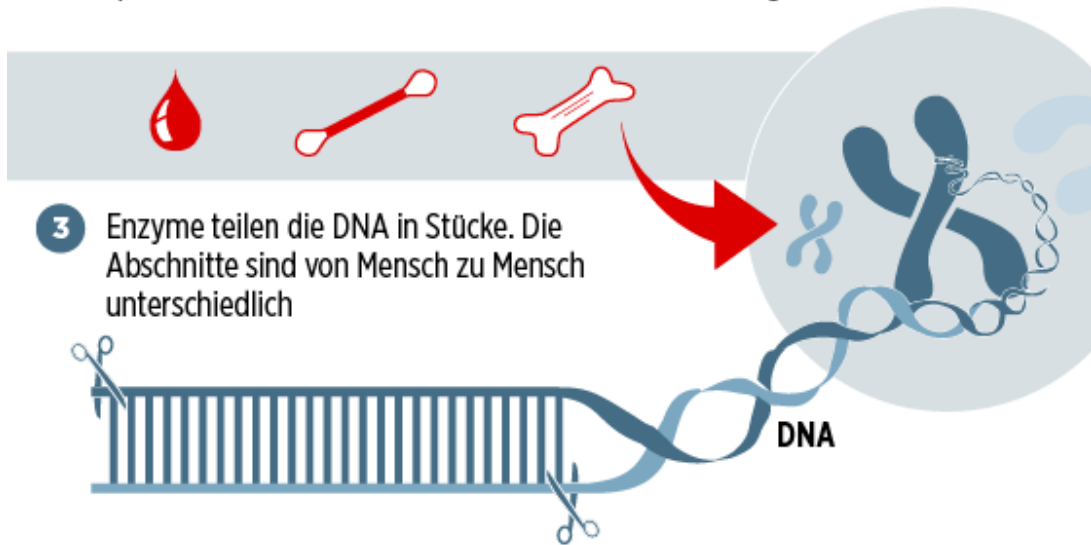 3 Enzyme teilen die DNA in Stücke. Die
Abschnitte sind von Mensch zu Mensch
unterschiedlich
DNA